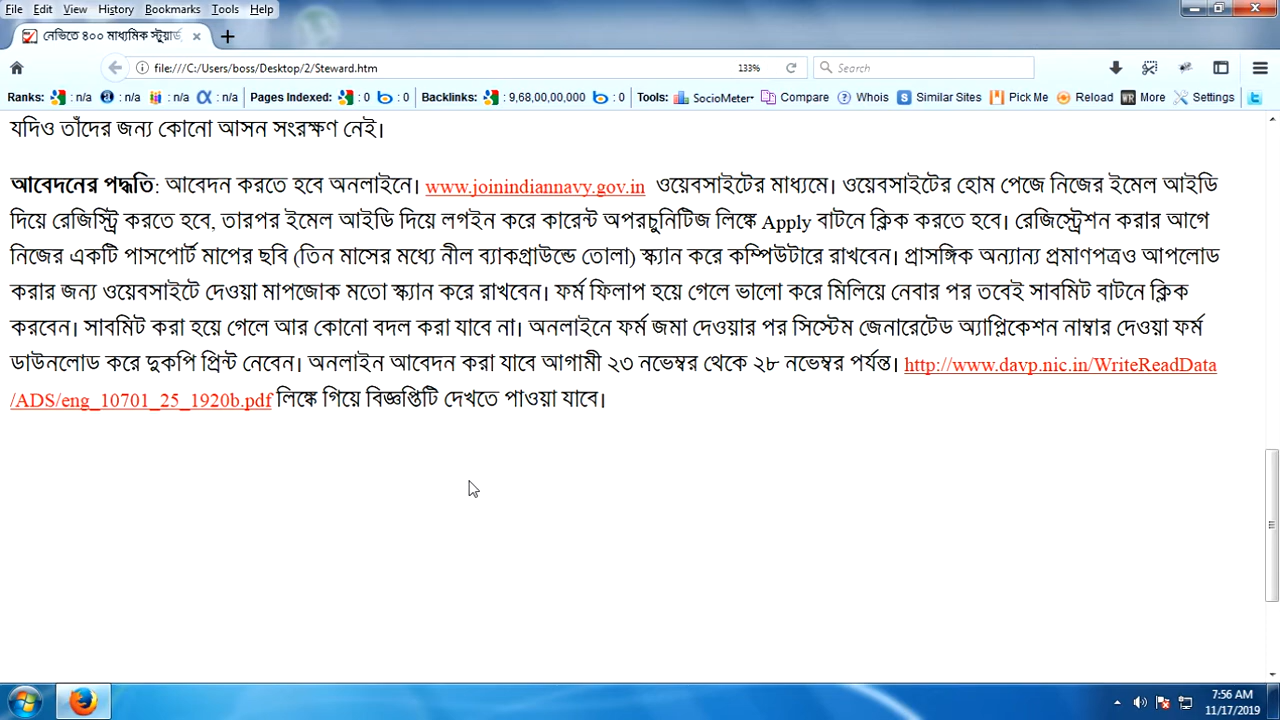 File Edit View History Bookmarks Tools Help
নেভিতে ৪০০ মাধ্যমিক স্টুয়ার্ড
file:///C:/Users/boss/Desktop/2/Steward.htm 133% Search
Ranks: : n/a : n/a : n/a : n/a Pages Indexed: : 0 : 0 Backlinks: : 9,68,00,00,000 : 0 Tools: SocioMeter Compare Whois Similar Sites Pick Me Reload More Settings
যদিও তাঁদের জন্য কোনো আসন সংরক্ষণ নেই।
আবেদনের পদ্ধতি: আবেদন করতে হবে অনলাইনে। www.joinindiannavy.gov.in ওয়েবসাইটের মাধ্যমে। ওয়েবসাইটের হোম পেজে নিজের ইমেল আইডি
দিয়ে রেজিস্ট্রি করতে হবে, তারপর ইমেল আইডি দিয়ে লগইন করে কারেন্ট অপরচুনিটিজ লিঙ্কে Apply বাটনে ক্লিক করতে হবে। রেজিস্ট্রেশন করার আগে
নিজের একটি পাসপোর্ট মাপের ছবি (তিন মাসের মধ্যে নীল ব্যাকগ্রাউন্ডে তোলা) স্ক্যান করে কম্পিউটারে রাখবেন। প্রাসঙ্গিক অন্যান্য প্রমাণপত্রও আপলোড
করার জন্য ওয়েবসাইটে দেওয়া মাপজোক মতো স্ক্যান করে রাখবেন। ফর্ম ফিলাপ হয়ে গেলে ভালো করে মিলিয়ে নেবার পর তবেই সাবমিট বাটনে ক্লিক
করবেন। সাবমিট করা হয়ে গেলে আর কোনো বদল করা যাবে না। অনলাইনে ফর্ম জমা দেওয়ার পর সিস্টেম জেনারেটেড অ্যাপ্লিকেশন নাম্বার দেওয়া ফর্ম
ডাউনলোড করে দুকপি প্রিন্ট নেবেন। অনলাইন আবেদন করা যাবে আগামী ২৩ নভেম্বর থেকে ২৮ নভেম্বর পর্যন্ত। http://www.davp.nic.in/WriteReadData
/ADS/eng_10701_25_1920b.pdf লিঙ্কে গিয়ে বিজ্ঞপ্তিটি দেখতে পাওয়া যাবে।
7:56 AM
11/17/2019